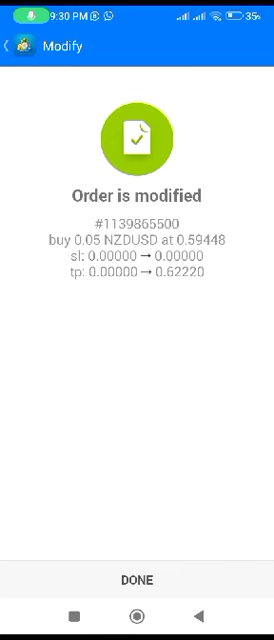 9:30 PM
35%
Modify
Order is modified
#1139865500
buy 0.05 NZDUSD at 0.59448
sl: 0.00000 → 0.00000
tp: 0.00000 → 0.62220
DONE